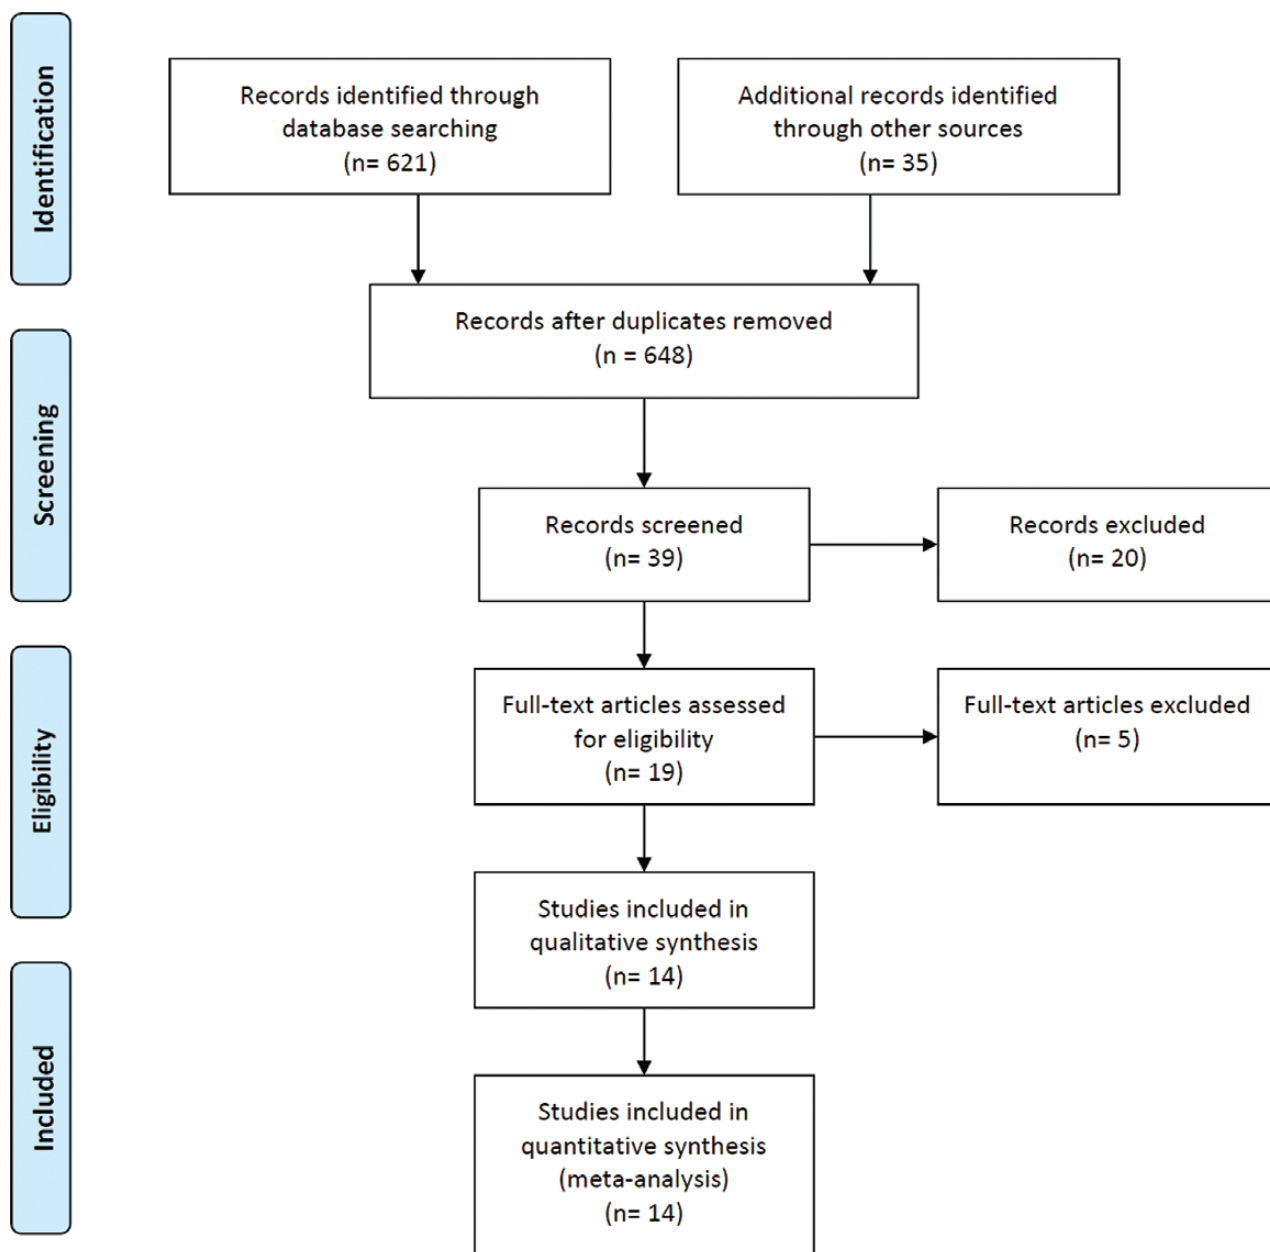 Identification
Records identified through
database searching
(n= 621)
Additional records identified
through other sources
(n= 35)
Records after duplicates removed
(n = 648)
Screening
Records screened
(n= 39)
Records excluded
(n= 20)
Eligibility
Full-text articles assessed
for eligibility
(n= 19)
Full-text articles excluded
(n= 5)
Studies included in
qualitative synthesis
(n= 14)
Included
Studies included in
quantitative synthesis
(meta-analysis)
(n= 14)